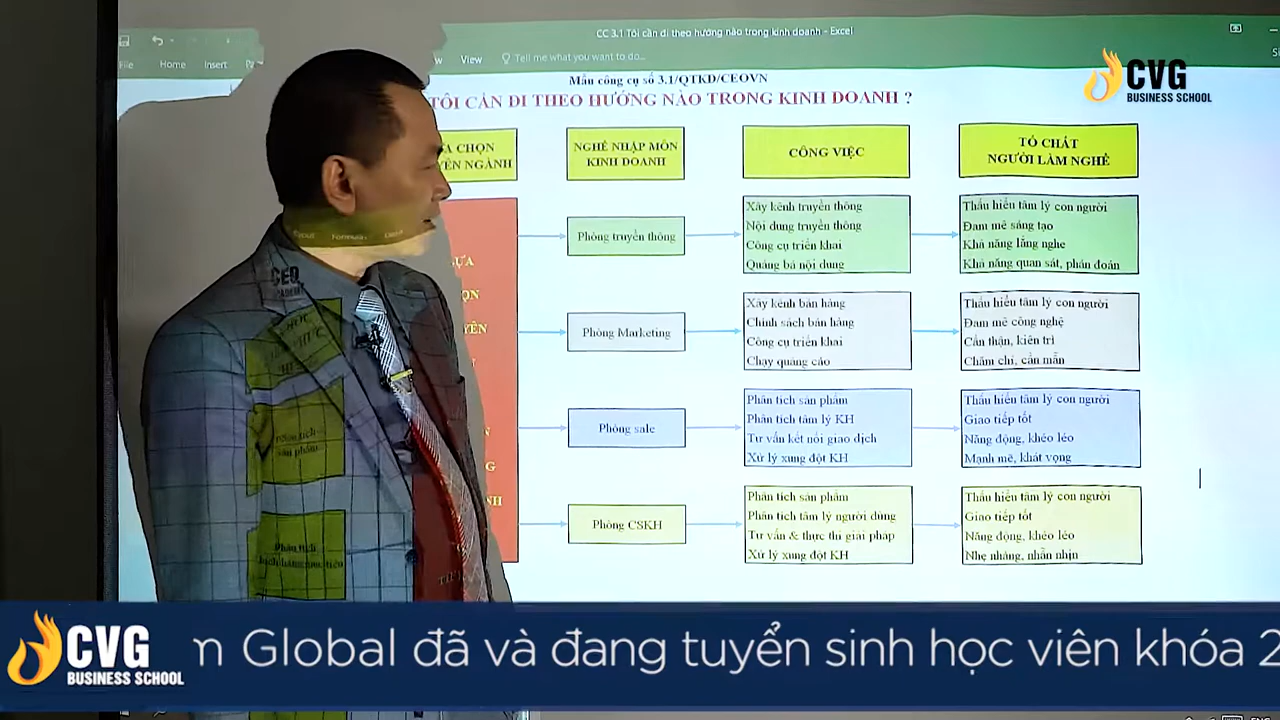 CC 3.1 Tôi cần đi theo hướng nào trong kinh doanh - Excel
File Home Insert View Tell me what you want to do...
Mẫu công cụ số 3.1/QTKD/CEOVN
TÔI CẦN ĐI THEO HƯỚNG NÀO TRONG KINH DOANH ?
CVG
BUSINESS SCHOOL
CHỌN
NGÀNH
NGHỀ NHẬP MÔN
KINH DOANH
CÔNG VIỆC
TỐ CHẤT
NGƯỜI LÀM NGHỀ
Phòng truyền thông
Xây kênh truyền thông
Nội dung truyền thông
Công cụ triển khai
Quảng bá nội dung
Thấu hiểu tâm lý con người
Đam mê sáng tạo
Khả năng lắng nghe
Khả năng quan sát, phán đoán
Phòng Marketing
Xây kênh bán hàng
Chính sách bán hàng
Công cụ triển khai
Chạy quảng cáo
Thấu hiểu tâm lý con người
Đam mê công nghệ
Cẩn thận, kiên trì
Chăm chỉ, cần mẫn
Phòng sale
Phân tích sản phẩm
Phân tích tâm lý KH
Tư vấn kết nối giao dịch
Xử lý xung đột KH
Thấu hiểu tâm lý con người
Giao tiếp tốt
Năng động, khéo léo
Mạnh mẽ, khát vọng
Phòng CSKH
Phân tích sản phẩm
Phân tích tâm lý người dùng
Tư vấn & thực thi giải pháp
Xử lý xung đột KH
Thấu hiểu tâm lý con người
Giao tiếp tốt
Năng động, khéo léo
Nhẹ nhàng, nhẫn nhịn
CEO
CVG
BUSINESS SCHOOL
m Global đã và đang tuyển sinh học viên khóa 2